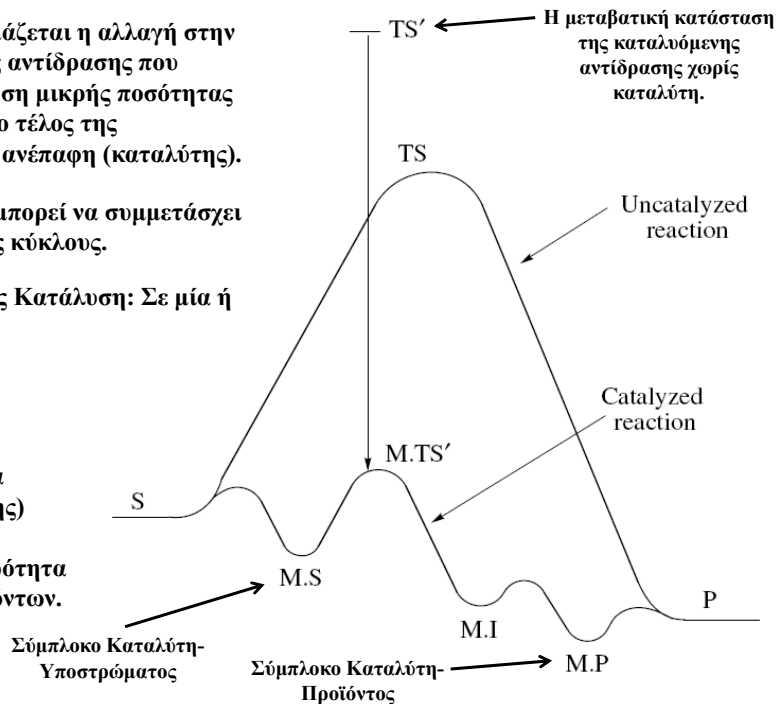 άζεται η αλλαγή στην
ς αντίδρασης που
ση μικρής ποσότητας
ο τέλος της
ανέπαφη (καταλύτης).
μπορεί να συμμετάσχει
ς κύκλους.
ς Κατάλυση: Σε μία ή
α
ης)
ρότητα
όντων.
TS′
Η μεταβατική κατάσταση
της καταλυόμενης
αντίδρασης χωρίς
καταλύτη.
TS
Uncatalyzed
reaction
Catalyzed
reaction
M.TS′
S
M.S
M.I
M.P
P
Σύμπλοκο Καταλύτη-
Υποστρώματος
Σύμπλοκο Καταλύτη-
Προϊόντος